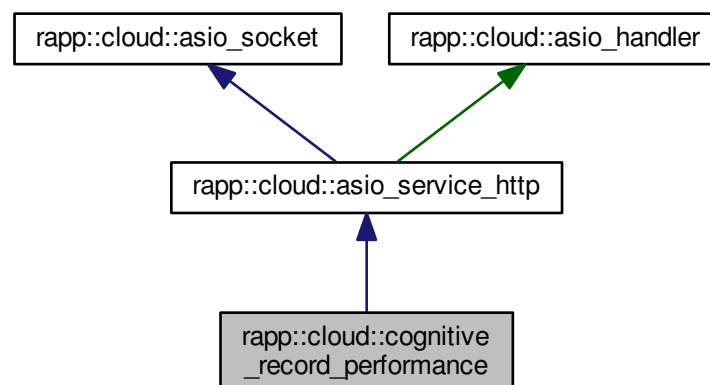 rapp::cloud::asio_socket
rapp::cloud::asio_handler
rapp::cloud::asio_service_http
rapp::cloud::cognitive
_record_performance